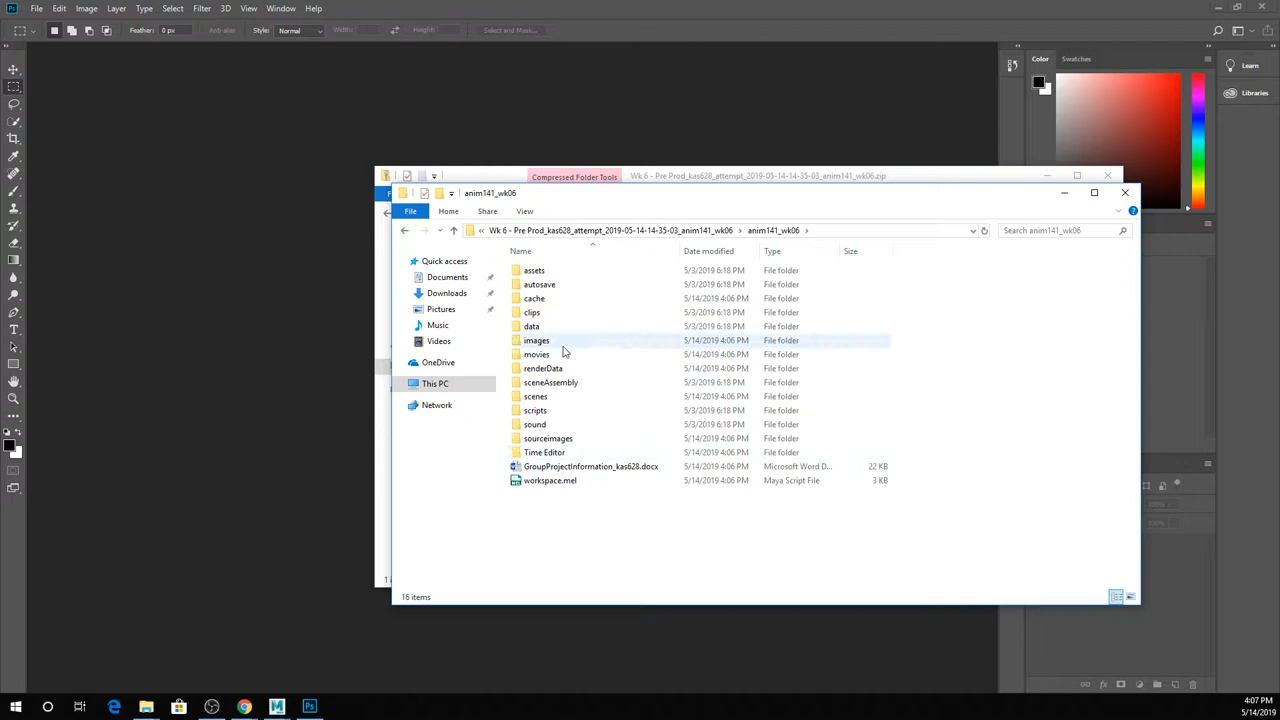 Ps File Edit Image Layer Type Select Filter 3D View Window Help
Feather: 0 px Anti-alias Style: Normal Width: Height: Select and Mask...
Color Swatches
Learn
Libraries
Compressed Folder Tools Wk 6 - Pre Prod_kas628_attempt_2019-05-14-14-35-03_anim141_wk06.zip
anim141_wk06
File Home Share View
« Wk 6 - Pre Prod_kas628_attempt_2019-05-14-14-35-03_anim141_wk06 › anim141_wk06 › Search anim141_wk06
Name Date modified Type Size
Quick access
Documents
Downloads
Pictures
Music
Videos
OneDrive
This PC
Network
assets 5/3/2019 6:18 PM File folder
autosave 5/3/2019 6:18 PM File folder
cache 5/14/2019 4:06 PM File folder
clips 5/3/2019 6:18 PM File folder
data 5/3/2019 6:18 PM File folder
images 5/14/2019 4:06 PM File folder
movies 5/14/2019 4:06 PM File folder
renderData 5/14/2019 4:06 PM File folder
sceneAssembly 5/3/2019 6:18 PM File folder
scenes 5/14/2019 4:06 PM File folder
scripts 5/3/2019 6:18 PM File folder
sound 5/3/2019 6:18 PM File folder
sourceimages 5/14/2019 4:06 PM File folder
Time Editor 5/14/2019 4:06 PM File folder
GroupProjectInformation_kas628.docx 5/14/2019 4:06 PM Microsoft Word D... 22 KB
workspace.mel 5/14/2019 4:06 PM Maya Script File 3 KB
16 items
4:07 PM
5/14/2019